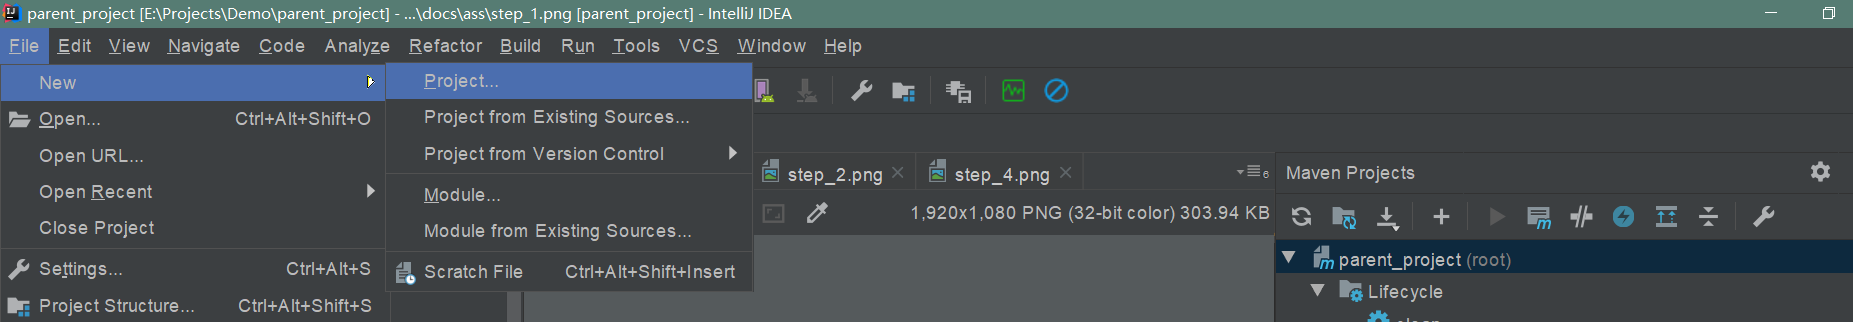 parent_project [E:\Projects\Demo\parent_project] - ...\docs\ass\step_1.png [parent_project] - IntelliJ IDEA
File Edit View Navigate Code Analyze Refactor Build Run Tools VCS Window Help
New
Open... Ctrl+Alt+Shift+O
Open URL...
Open Recent
Close Project
Settings... Ctrl+Alt+S
Project Structure... Ctrl+Alt+Shift+S
Project...
Project from Existing Sources...
Project from Version Control
Module...
Module from Existing Sources...
Scratch File Ctrl+Alt+Shift+Insert
step_2.png step_4.png 6
1,920x1,080 PNG (32-bit color) 303.94 KB
Maven Projects
parent_project (root)
Lifecycle